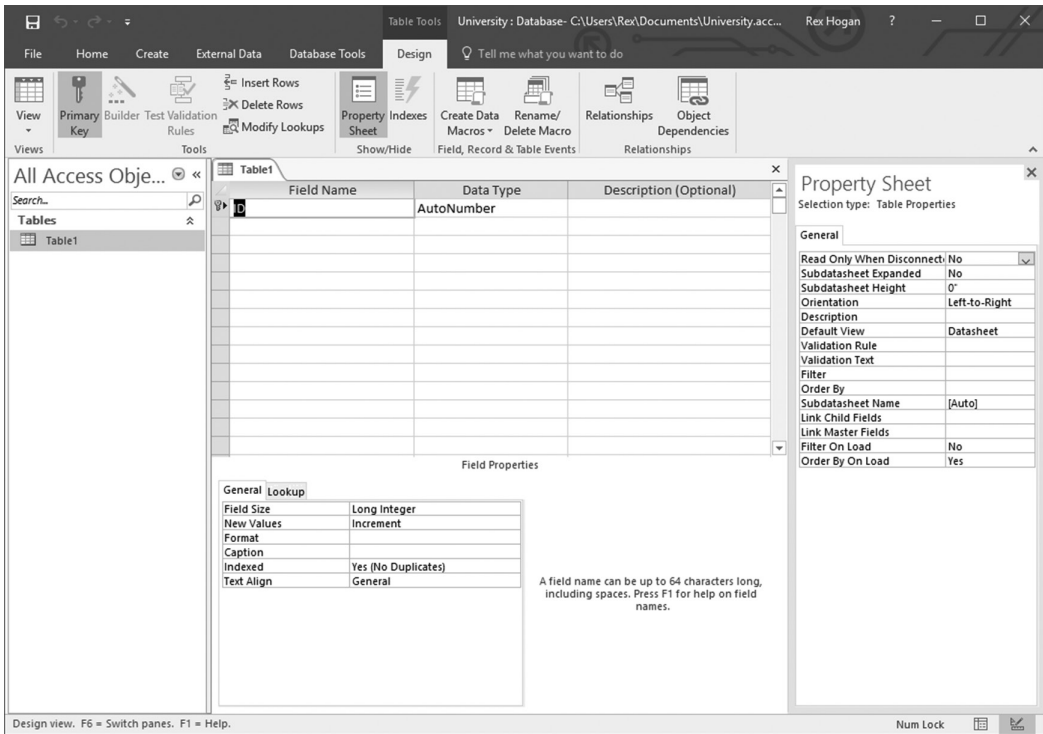 Table Tools University : Database- C:\Users\Rex\Documents\University.acc... Rex Hogan ?
File Home Create External Data Database Tools Design Tell me what you want to do
View
Primary Key
Builder
Test Validation Rules
Insert Rows
Delete Rows
Modify Lookups
Property Sheet
Indexes
Create Data Macros
Rename/ Delete Macro
Relationships
Object Dependencies
Views Tools Show/Hide Field, Record & Table Events Relationships
All Access Obje...
Search...
Tables
Table1
Table1
Field Name Data Type Description (Optional)
ID AutoNumber
Field Properties
General Lookup
Field Size Long Integer
New Values Increment
Format
Caption
Indexed Yes (No Duplicates)
Text Align General
A field name can be up to 64 characters long,
including spaces. Press F1 for help on field
names.
Property Sheet
Selection type: Table Properties
General
Read Only When Disconnect No
Subdatasheet Expanded No
Subdatasheet Height 0"
Orientation Left-to-Right
Description
Default View Datasheet
Validation Rule
Validation Text
Filter
Order By
Subdatasheet Name [Auto]
Link Child Fields
Link Master Fields
Filter On Load No
Order By On Load Yes
Design view. F6 = Switch panes. F1 = Help. Num Lock